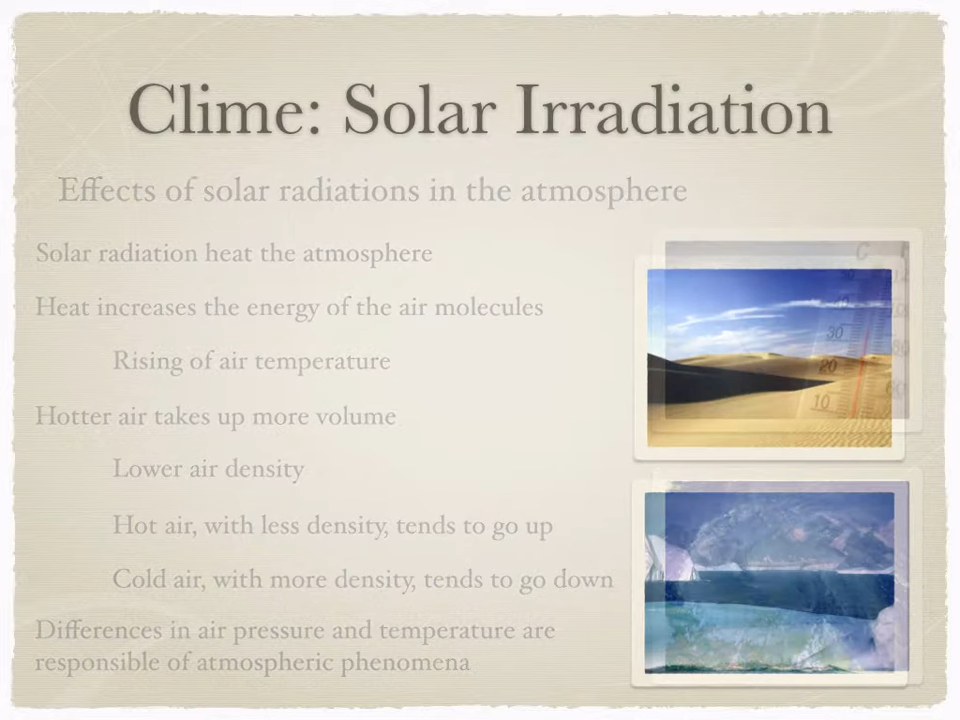 Clime: Solar Irradiation
Effects of solar radiations in the atmosphere
Solar radiation heat the atmosphere
Heat increases the energy of the air molecules
Rising of air temperature
Hotter air takes up more volume
Lower air density
Hot air, with less density, tends to go up
Cold air, with more density, tends to go down
Differences in air pressure and temperature are
responsible of atmospheric phenomena
C
30
20
10